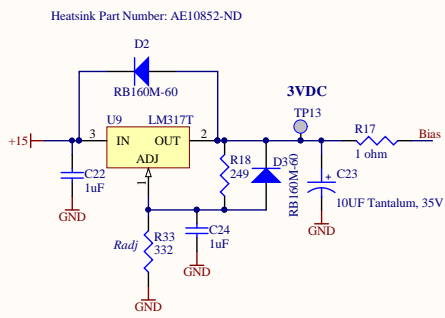 Heatsink Part Number: AE10852-ND
D2
RB160M-60
3VDC
TP13
U9
LM317T
R17
+15
3
IN
OUT
2
1 ohm
Bias
ADJ
C22
1uF
1
R18
249
D3
RB160M-60
C23
+
10UF Tantalum, 35V
GND
GND
Radj
R33
332
C24
1uF
GND
GND